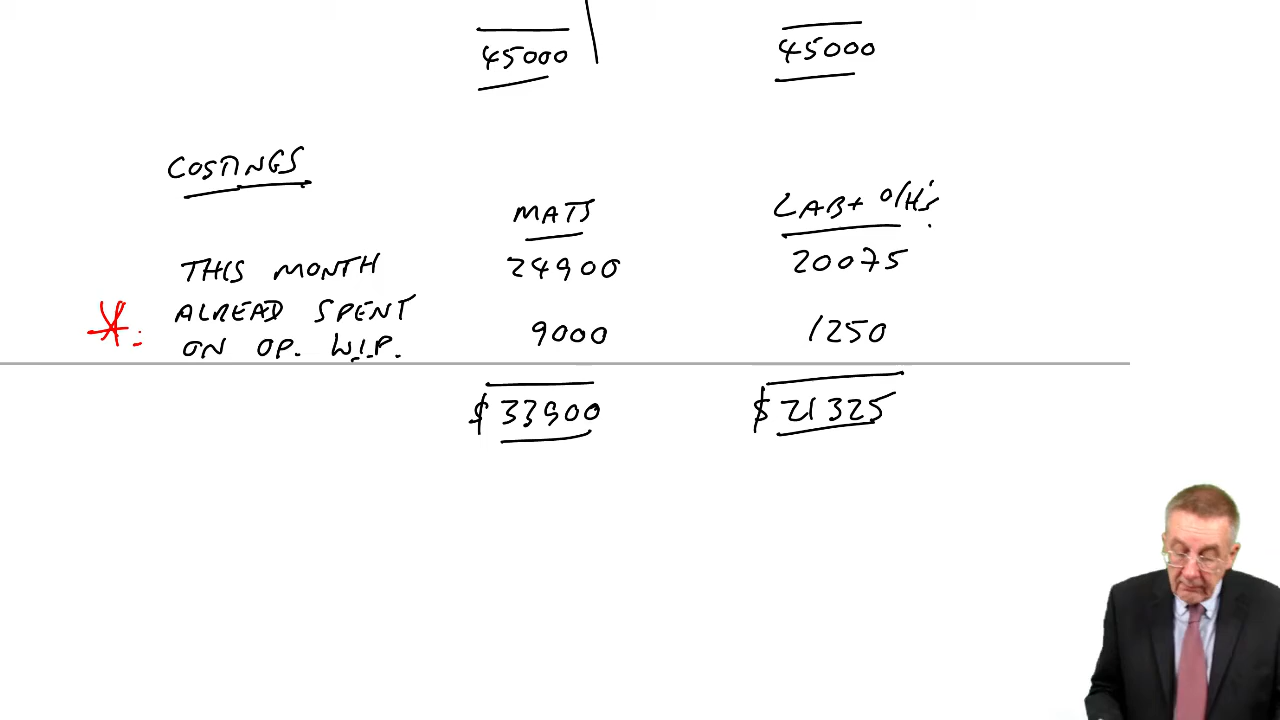 45000 45000
COSTINGS
MATS LAB+ O/H's
THIS MONTH 24900 20075
*: ALREAD SPENT
ON OP. W.I.P. 9000 1250
$33900 $21325